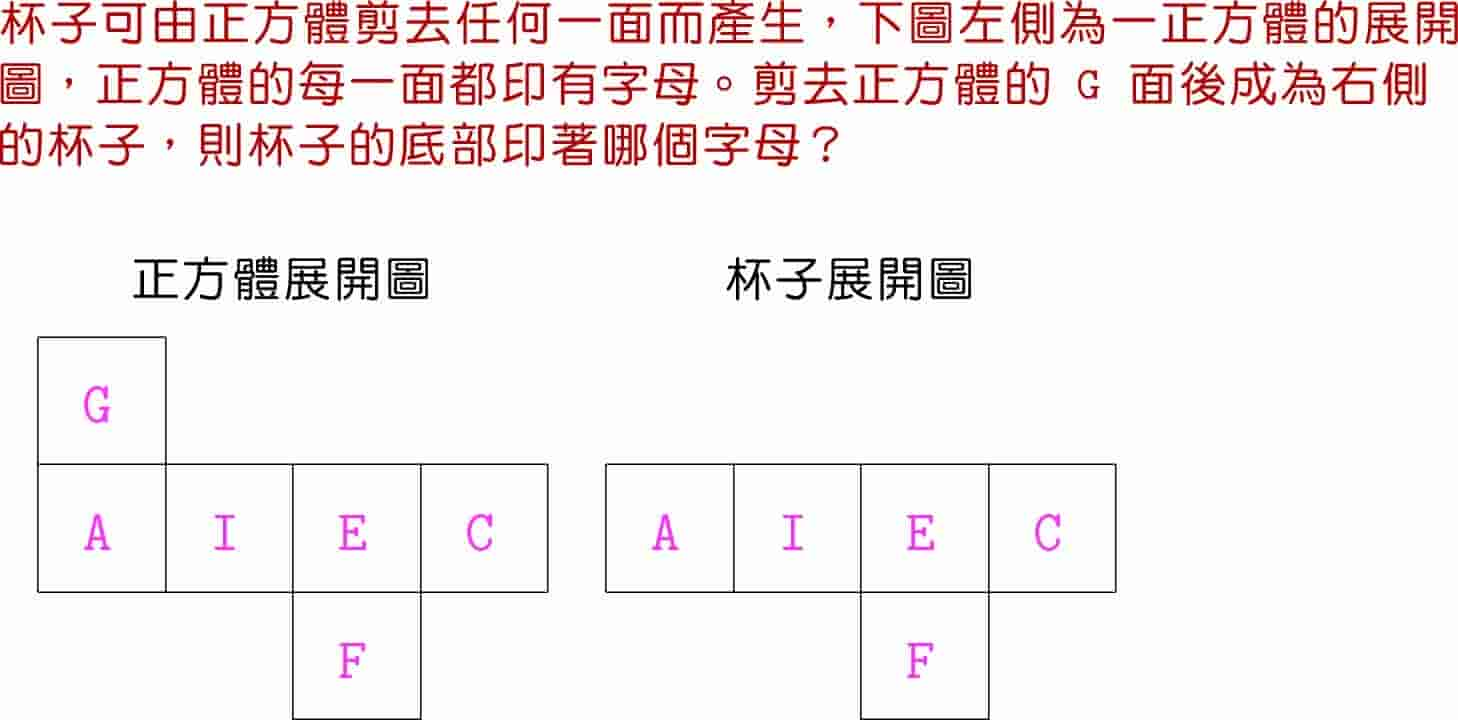 杯子可由正方體剪去任何一面而產生，下圖左側為一正方體的展開
圖，正方體的每一面都印有字母。剪去正方體的 G 面後成為右側
的杯子，則杯子的底部印著哪個字母？
正方體展開圖
杯子展開圖
G
A I E C
F
A I E C
F